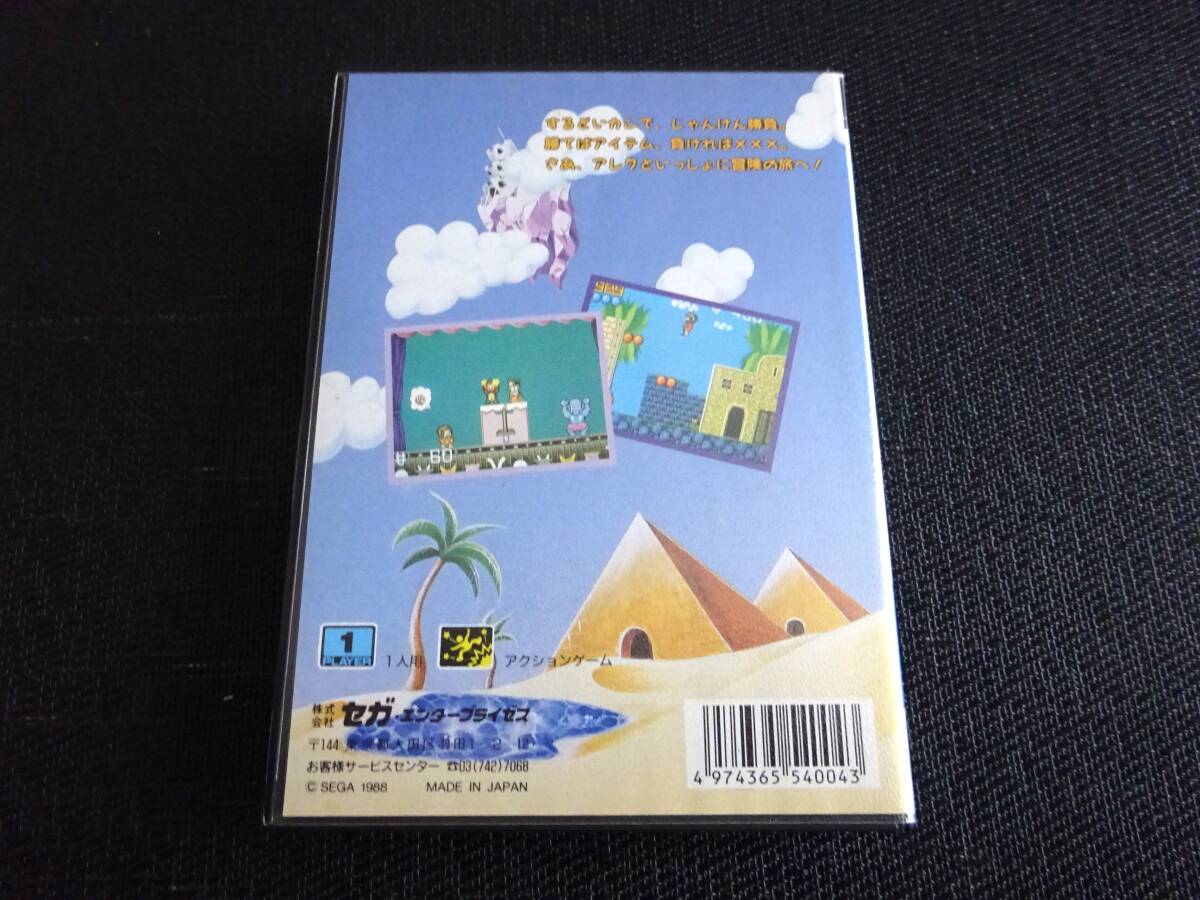 するどいカンで、じゃんけん勝負。
勝てばアイテム、負ければ×××。
さあ、アレクといっしょに冒険の旅へ!
60
1
PLAYER
1人用
アクションゲーム
株式会社 セガ・エンタープライゼス
〒144 東京都大田区羽田1-2-12
お客様サービスセンター ☎03(742)7068
© SEGA 1988 MADE IN JAPAN
4 974365 540043